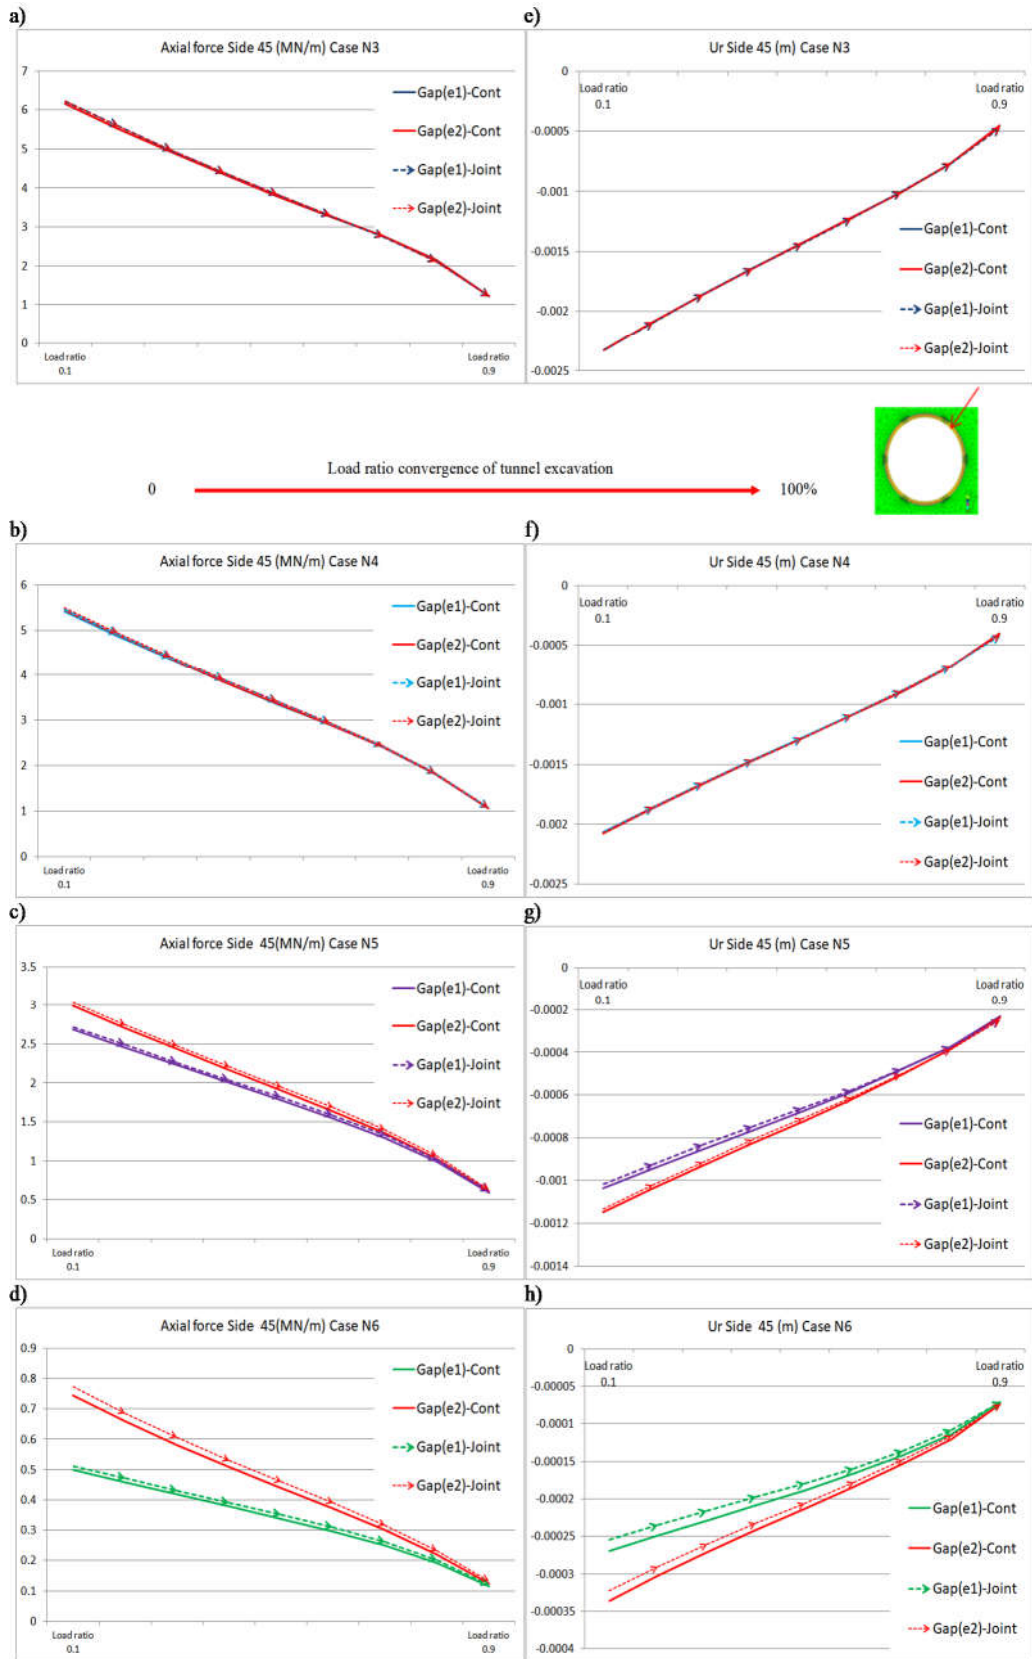 a)
Axial force Side 45 (MN/m) Case N3
7
6
5
4
3
2
1
0
Load ratio
0.1
Load ratio
0.9
Gap(e1)-Cont
Gap(e2)-Cont
Gap(e1)-Joint
Gap(e2)-Joint
e)
Ur Side 45 (m) Case N3
0
-0.0005
-0.001
-0.0015
-0.002
-0.0025
Load ratio
0.1
Load ratio
0.9
Gap(e1)-Cont
Gap(e2)-Cont
Gap(e1)-Joint
Gap(e2)-Joint
Load ratio convergence of tunnel excavation
0
100%
b)
Axial force Side 45 (MN/m) Case N4
6
5
4
3
2
1
0
Load ratio
0.1
Load ratio
0.9
Gap(e1)-Cont
Gap(e2)-Cont
Gap(e1)-Joint
Gap(e2)-Joint
f)
Ur Side 45 (m) Case N4
0
-0.0005
-0.001
-0.0015
-0.002
-0.0025
Load ratio
0.1
Load ratio
0.9
Gap(e1)-Cont
Gap(e2)-Cont
Gap(e1)-Joint
Gap(e2)-Joint
c)
Axial force Side 45(MN/m) Case N5
3.5
3
2.5
2
1.5
1
0.5
0
Load ratio
0.1
Load ratio
0.9
Gap(e1)-Cont
Gap(e2)-Cont
Gap(e1)-Joint
Gap(e2)-Joint
g)
Ur Side 45 (m) Case N5
0
-0.0002
-0.0004
-0.0006
-0.0008
-0.001
-0.0012
-0.0014
Load ratio
0.1
Load ratio
0.9
Gap(e1)-Cont
Gap(e2)-Cont
Gap(e1)-Joint
Gap(e2)-Joint
d)
Axial force Side 45(MN/m) Case N6
0.9
0.8
0.7
0.6
0.5
0.4
0.3
0.2
0.1
0
Load ratio
0.1
Load ratio
0.9
Gap(e1)-Cont
Gap(e2)-Cont
Gap(e1)-Joint
Gap(e2)-Joint
h)
Ur Side 45 (m) Case N6
0
-0.00005
-0.0001
-0.00015
-0.0002
-0.00025
-0.0003
-0.00035
-0.0004
Load ratio
0.1
Load ratio
0.9
Gap(e1)-Cont
Gap(e2)-Cont
Gap(e1)-Joint
Gap(e2)-Joint